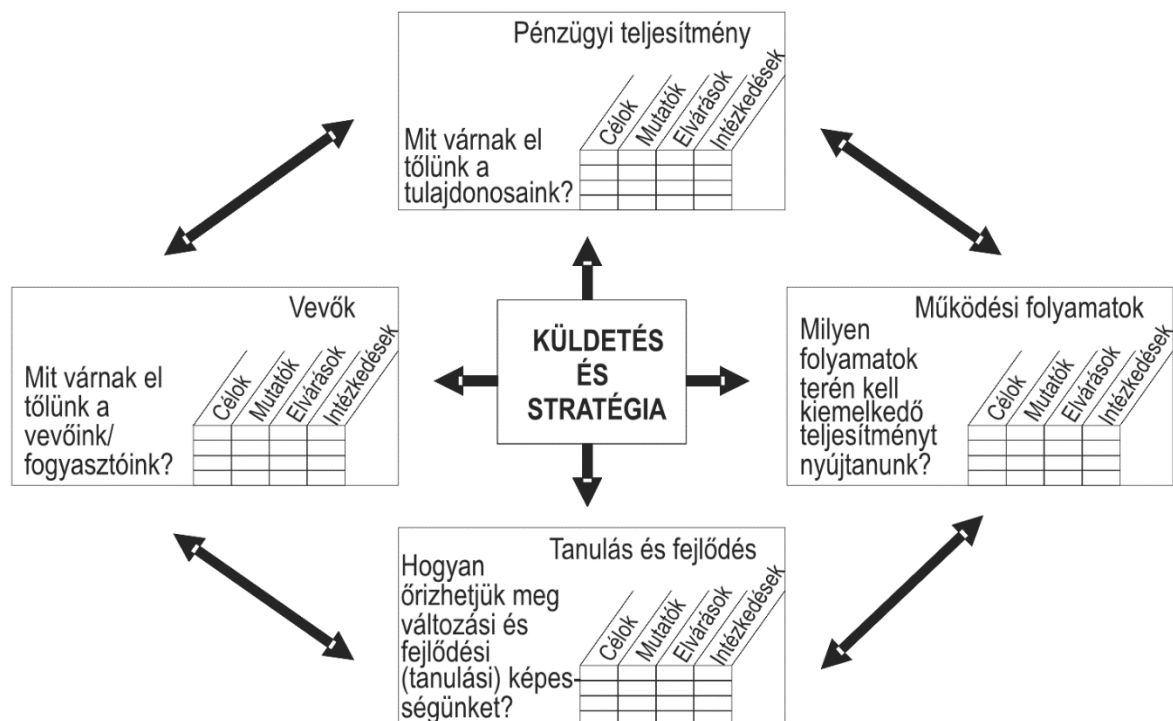 Pénzügyi teljesítmény
Célok
Mutatók
Elvárások
Intézkedések
Mit várnak el
tőlünk a
tulajdonosaink?
Vevők
Célok
Mutatók
Elvárások
Intézkedések
Mit várnak el
tőlünk a
vevőink/
fogyasztóink?
KÜLDETÉS
ÉS
STRATÉGIA
Működési folyamatok
Milyen
folyamatok
terén kell
kiemelkedő
teljesítményt
nyújtanunk?
Célok
Mutatók
Elvárások
Intézkedések
Tanulás és fejlődés
Hogyan
őrizhetjük meg
változási és
fejlődési
(tanulási) képes-
ségünket?
Célok
Mutatók
Elvárások
Intézkedések